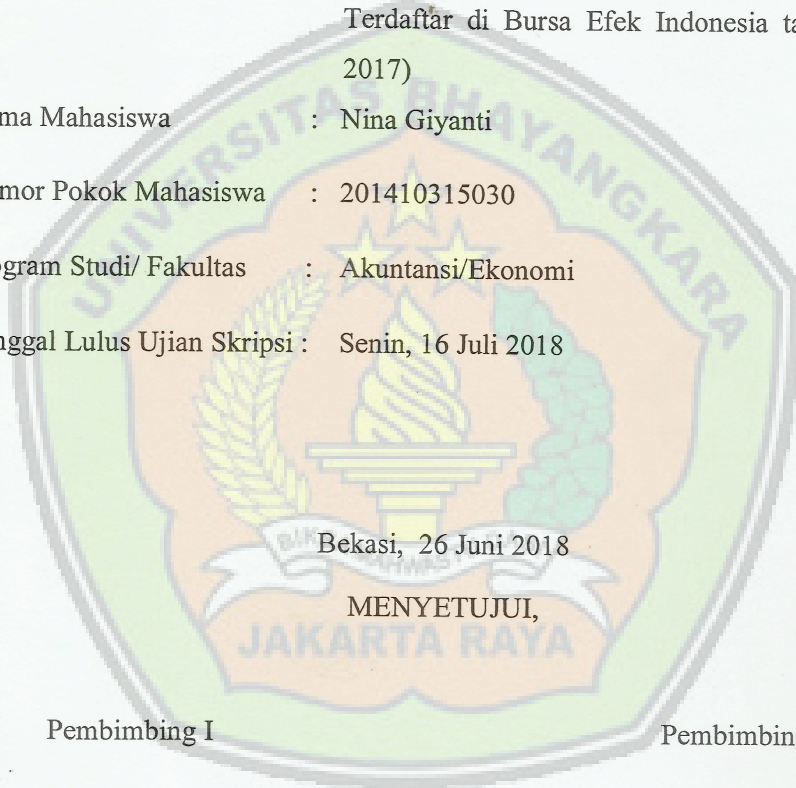 Terdaftar di Bursa Efek Indonesia ta
2017)
ma Mahasiswa : Nina Giyanti
mor Pokok Mahasiswa : 201410315030
ogram Studi/ Fakultas : Akuntansi/Ekonomi
nggal Lulus Ujian Skripsi : Senin, 16 Juli 2018
Bekasi, 26 Juni 2018
MENYETUJUI,
Pembimbing I Pembimbin
UNIVERSITAS BHAYANGKARA
JAKARTA RAYA